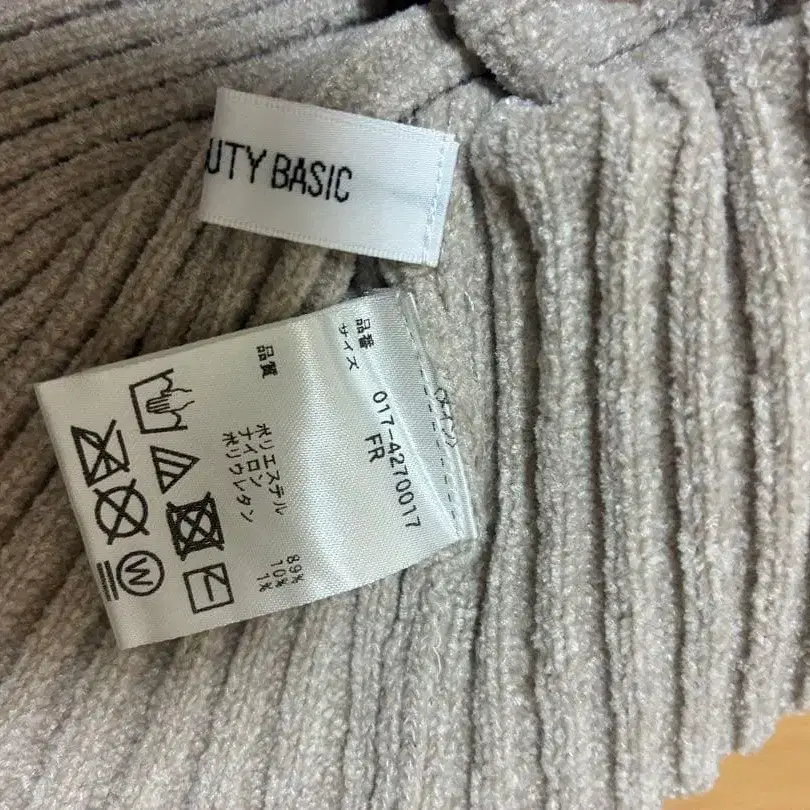 UTY BASIC
品番 017-4270017
サイズ FR
品質
ポリエステル 89%
ナイロン 10%
ポリウレタン 1%
W